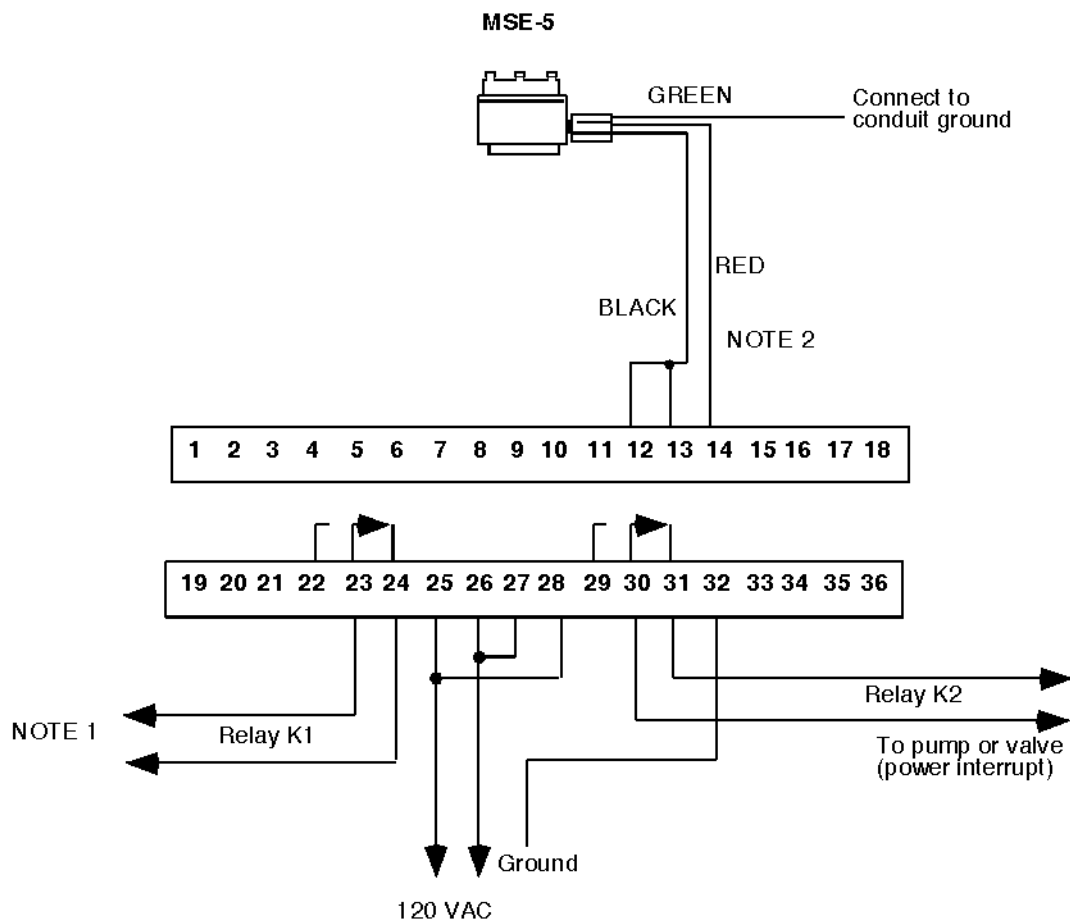 MSE-5
GREEN
Connect to
conduit ground
RED
BLACK
NOTE 2
1 2 3 4 5 6 7 8 9 10 11 12 13 14 15 16 17 18
19 20 21 22 23 24 25 26 27 28 29 30 31 32 33 34 35 36
NOTE 1
Relay K1
Relay K2
To pump or valve
(power interrupt)
Ground
120 VAC